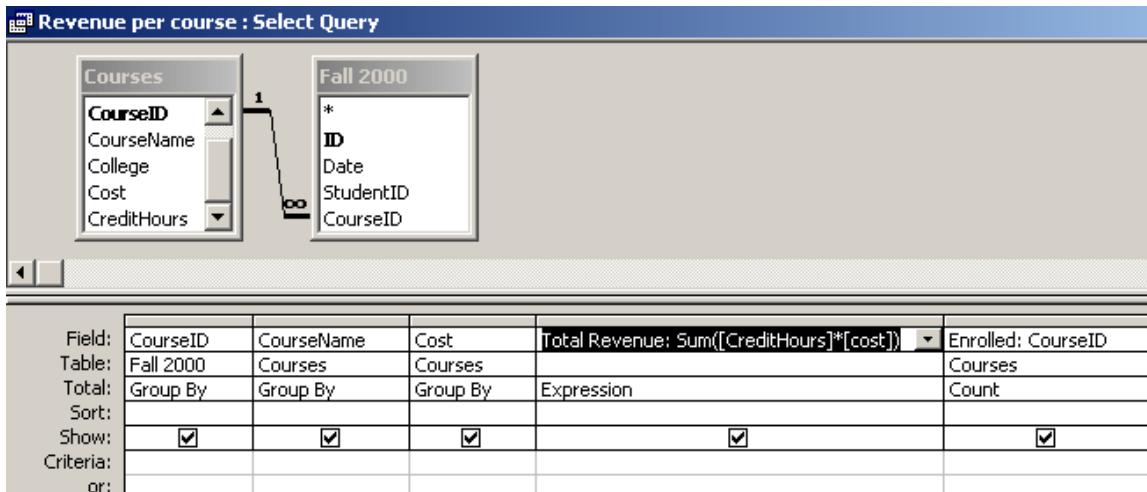 Revenue per course : Select Query
Courses
CourseID
CourseName
College
Cost
CreditHours
1
∞
Fall 2000
*
ID
Date
StudentID
CourseID
Field: CourseID CourseName Cost Total Revenue: Sum([CreditHours]*[cost]) Enrolled: CourseID
Table: Fall 2000 Courses Courses Courses
Total: Group By Group By Group By Expression Count
Sort:
Show:
Criteria:
or: